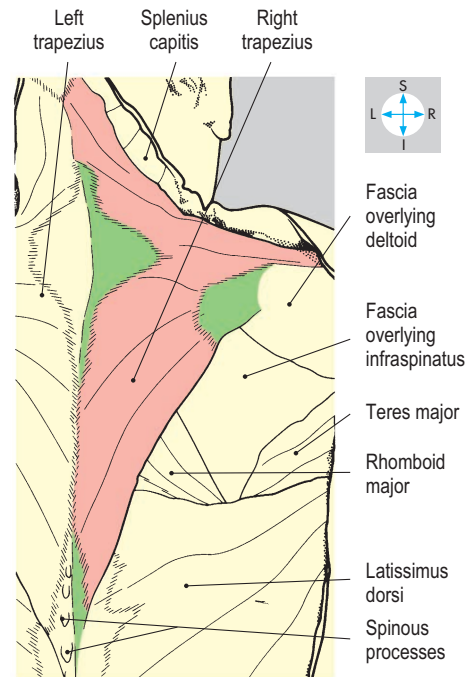 Left
trapezius
Splenius
capitis
Right
trapezius
S
L R
I
Fascia
overlying
deltoid
Fascia
overlying
infraspinatus
Teres major
Rhomboid
major
Latissimus
dorsi
Spinous
processes